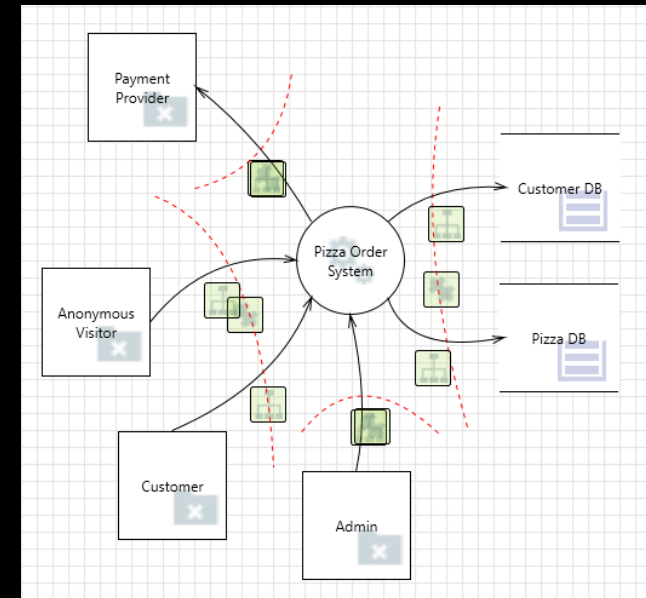 Payment
Provider
Customer DB
Pizza Order
System
Anonymous
Visitor
Pizza DB
Customer
Admin